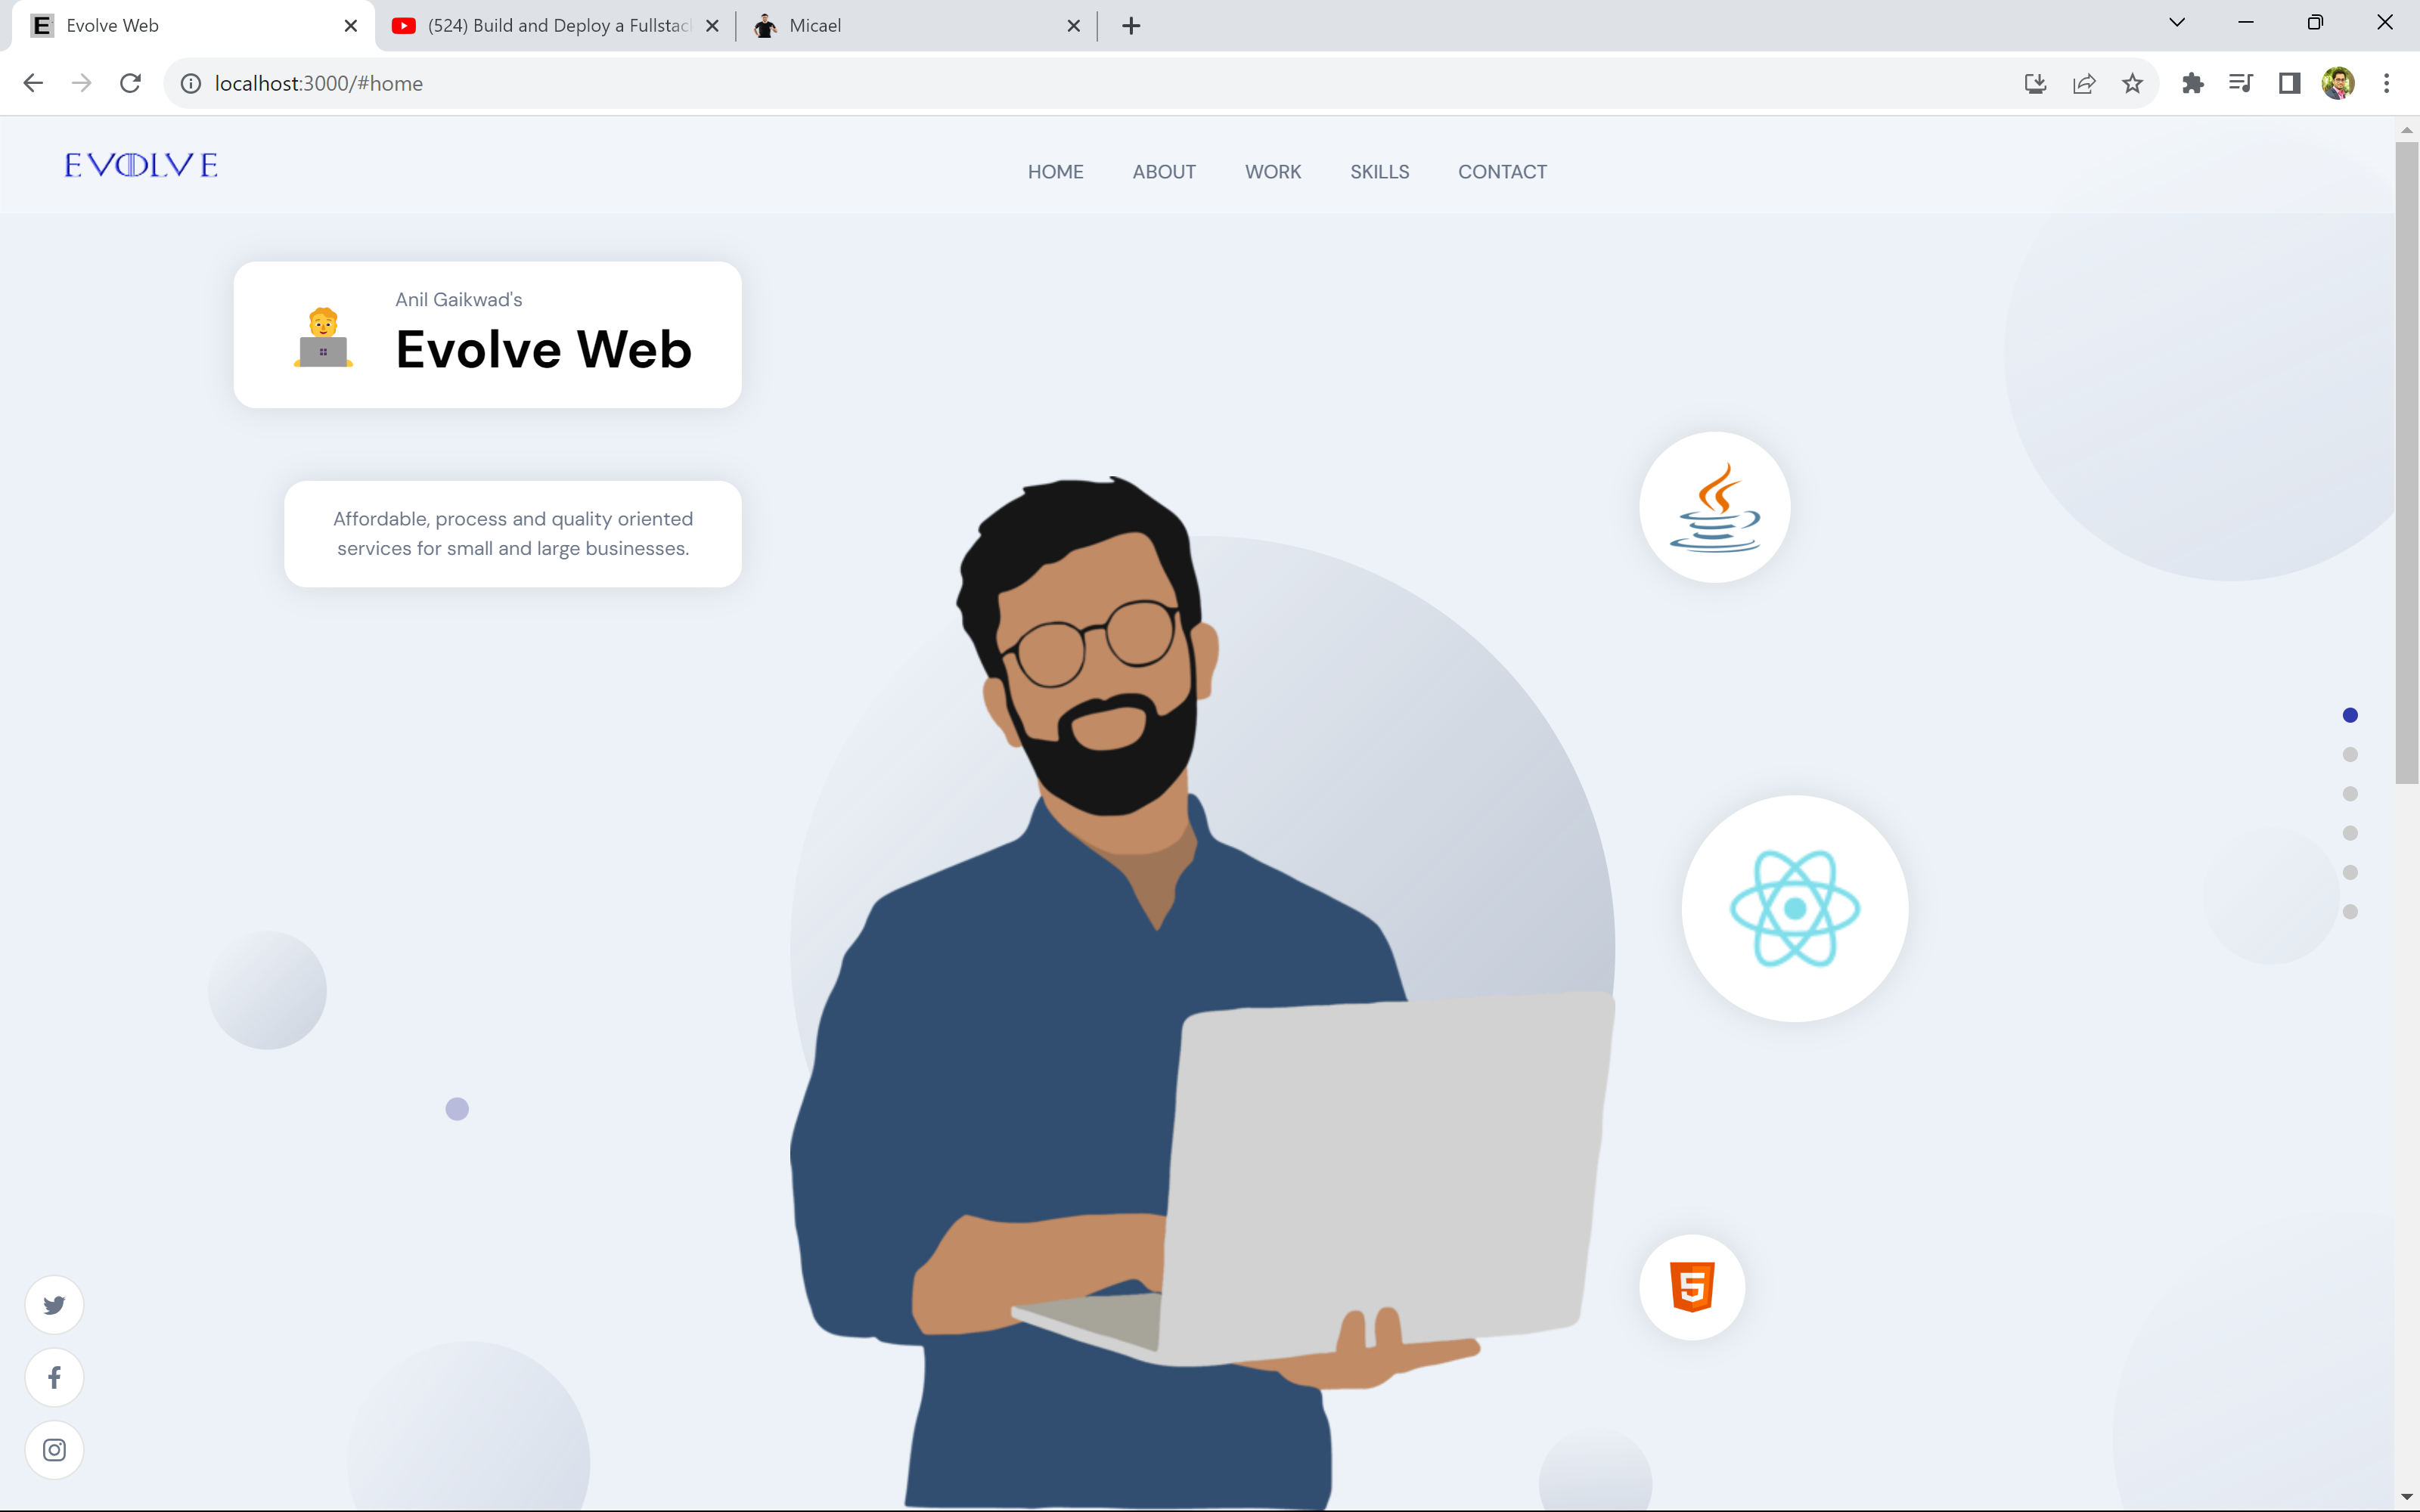 Evolve Web
(524) Build and Deploy a Fullstac
Micael
localhost:3000/#home
EVOLVE
HOME ABOUT WORK SKILLS CONTACT
Anil Gaikwad's
Evolve Web
Affordable, process and quality oriented
services for small and large businesses.